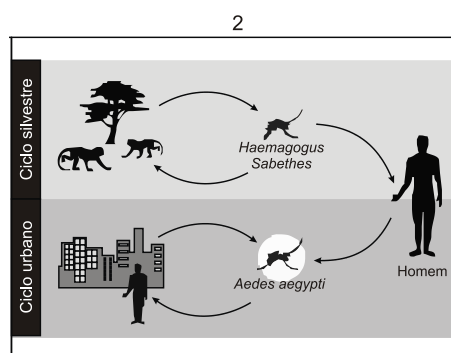 2
Ciclo silvestre
Haemagogus
Sabethes
Ciclo urbano
Aedes aegypti
Homem